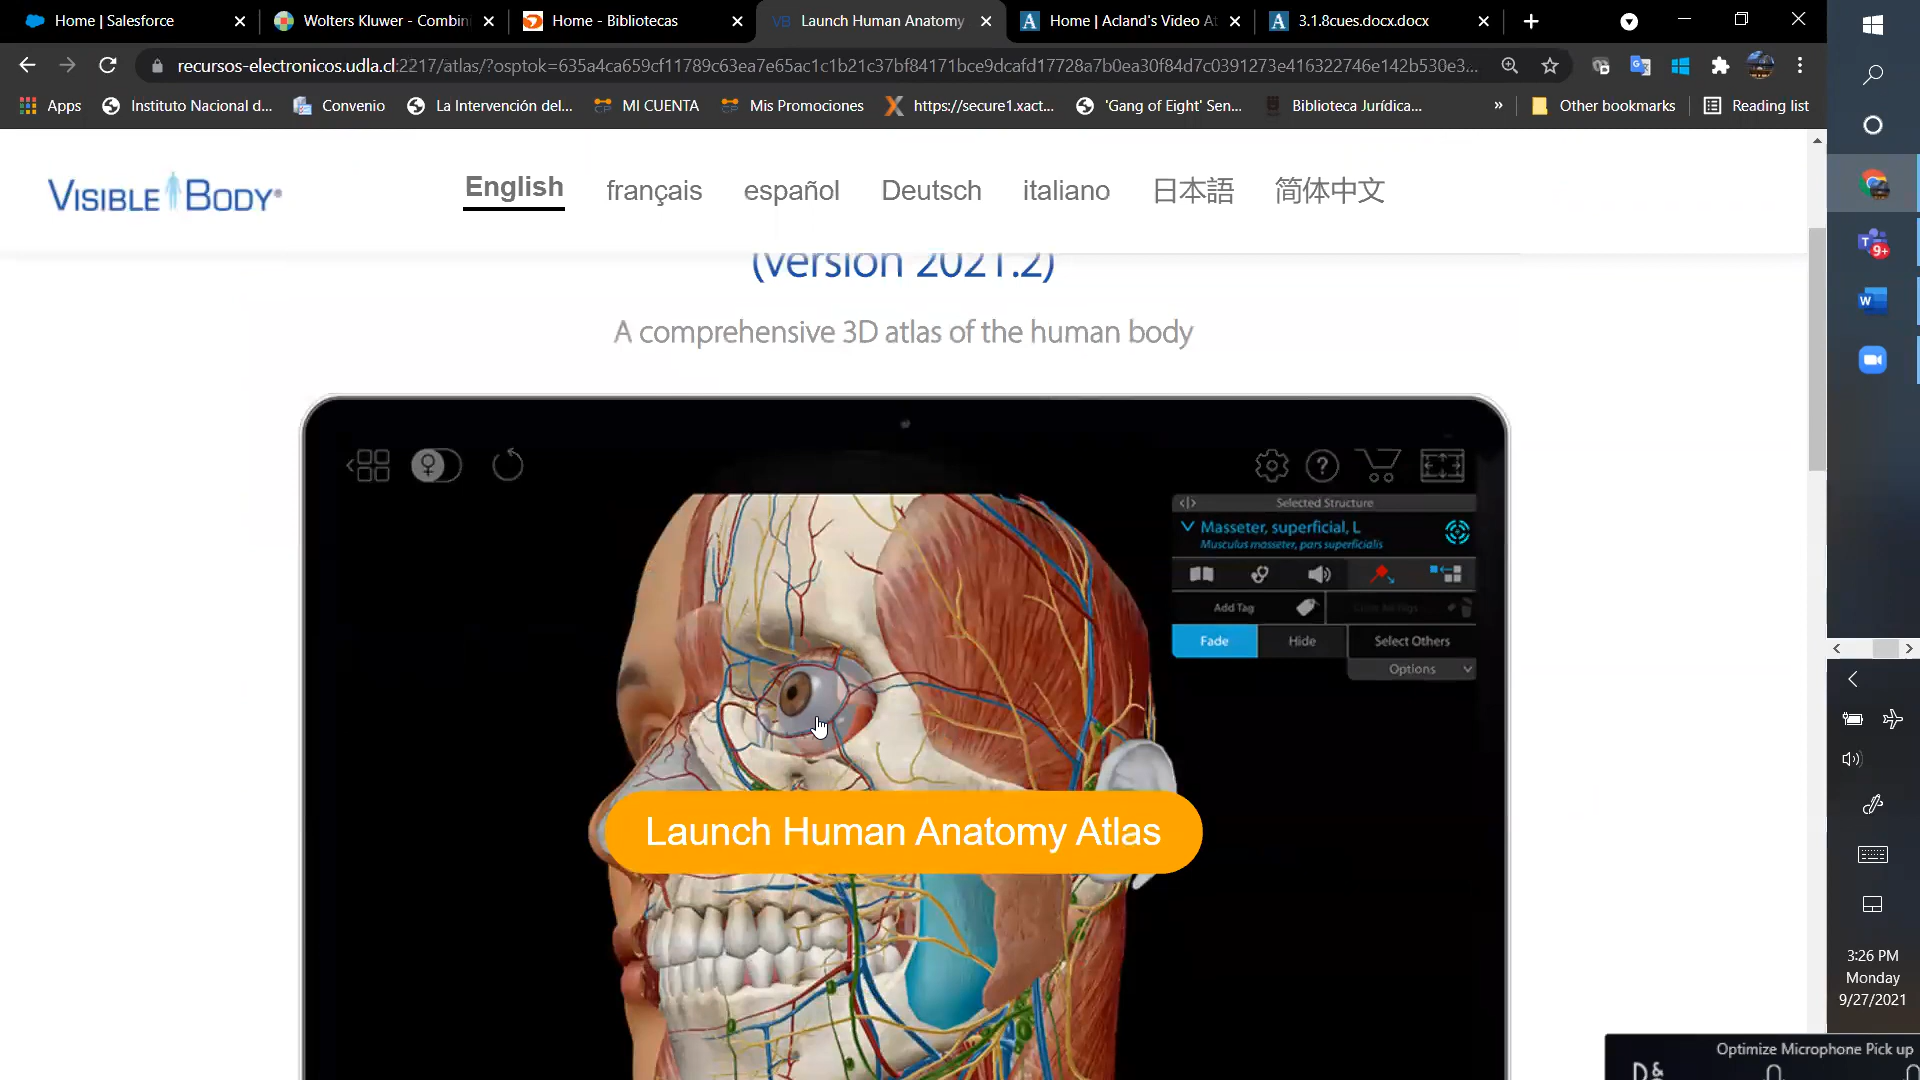 Home | Salesforce
Wolters Kluwer - Combin
Home - Bibliotecas
VB Launch Human Anatomy
A Home | Acland's Video At
A 3.1.8cues.docx.docx
recursos-electronicos.udla.cl:2217/atlas/?osptok=635a4ca659cf11789c63ea7e65ac1c1b21c37bf84171bce9dcafd17728a7b0ea30f84d7c0391273e416322746e142b530e3...
Apps
Instituto Nacional d...
Convenio
La Intervención del...
MI CUENTA
Mis Promociones
https://secure1.xact...
'Gang of Eight' Sen...
Biblioteca Jurídica...
»
Other bookmarks
Reading list
VISIBLE BODY®
English
français
español
Deutsch
italiano
日本語
简体中文
(version 2021.2)
A comprehensive 3D atlas of the human body
Selected Structure
Masseter, superficial, L
Musculus masseter, pars superficialis
Add Tag
Fade
Hide
Select Others
Options
Launch Human Anatomy Atlas
9+
3:26 PM
Monday
9/27/2021
Optimize Microphone Pick up